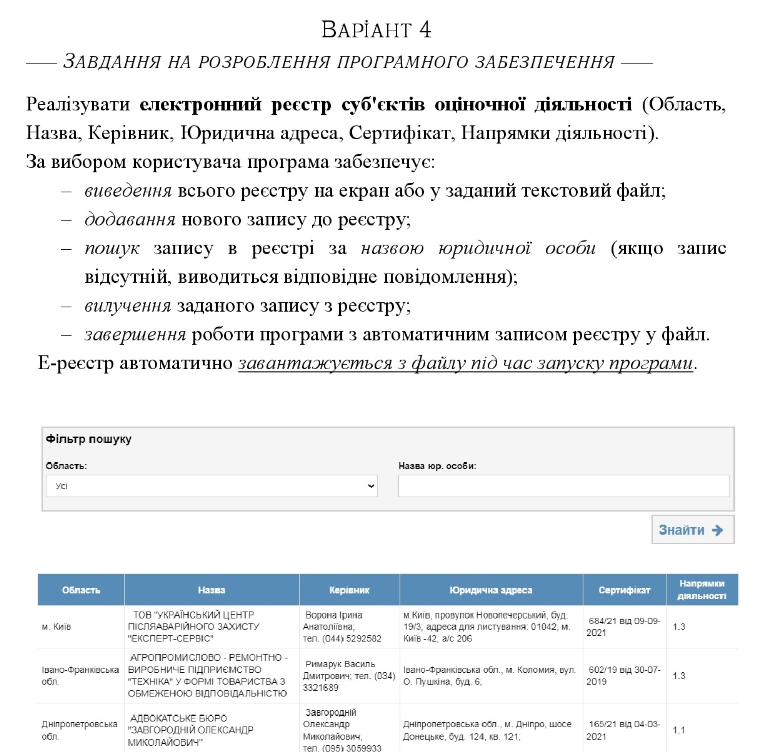 ВАРІАНТ 4
—— ЗАВДАННЯ НА РОЗРОБЛЕННЯ ПРОГРАМНОГО ЗАБЕЗПЕЧЕННЯ ——
Реалізувати електронний реєстр суб'єктів оціночної діяльності (Область,
Назва, Керівник, Юридична адреса, Сертифікат, Напрямки діяльності).
За вибором користувача програма забезпечує:
– виведення всього реєстру на екран або у заданий текстовий файл;
– додавання нового запису до реєстру;
– пошук запису в реєстрі за назвою юридичної особи (якщо запис
відсутній, виводиться відповідне повідомлення);
– вилучення заданого запису з реєстру;
– завершення роботи програми з автоматичним записом реєстру у файл.
Е-реєстр автоматично завантажується з файлу під час запуску програми.
Фільтр пошуку
Область: Назва юр. особи:
Усі
Знайти →
Область Назва Керівник Юридична адреса Сертифікат Напрямки діяльності
м. Київ
ТОВ "УКРАЇНСЬКИЙ ЦЕНТР
ПІСЛЯАВАРІЙНОГО ЗАХИСТУ
"ЕКСПЕРТ-СЕРВІС"
Ворона Ірина
Анатоліївна;
тел. (044) 5292582
м.Київ, провулок Новопечерський, буд.
19/3, адреса для листування: 01042, м.
Київ -42, а/с 206
684/21 від 09-09-
2021
1.3
Івано-Франківська
обл.
АГРОПРОМИСЛОВО - РЕМОНТНО -
ВИРОБНИЧЕ ПІДПРИЄМСТВО
"ТЕХНІКА" У ФОРМІ ТОВАРИСТВА З
ОБМЕЖЕНОЮ ВІДПОВІДАЛЬНІСТЮ
Римарук Василь
Дмитрович; тел. (034)
3321689
Івано-Франківська обл., м. Коломия, вул.
О. Пушкіна, буд. 6;
602/19 від 30-07-
2019
1.3
Дніпропетровська
обл.
АДВОКАТСЬКЕ БЮРО
"ЗАВГОРОДНІЙ ОЛЕКСАНДР
МИКОЛАЙОВИЧ"
Завгородній
Олександр
Миколайович;
тел. (095) 3059933
Дніпропетровська обл., м. Дніпро, шосе
Донецьке, буд. 124, кв. 121;
165/21 від 04-03-
2021
1.1